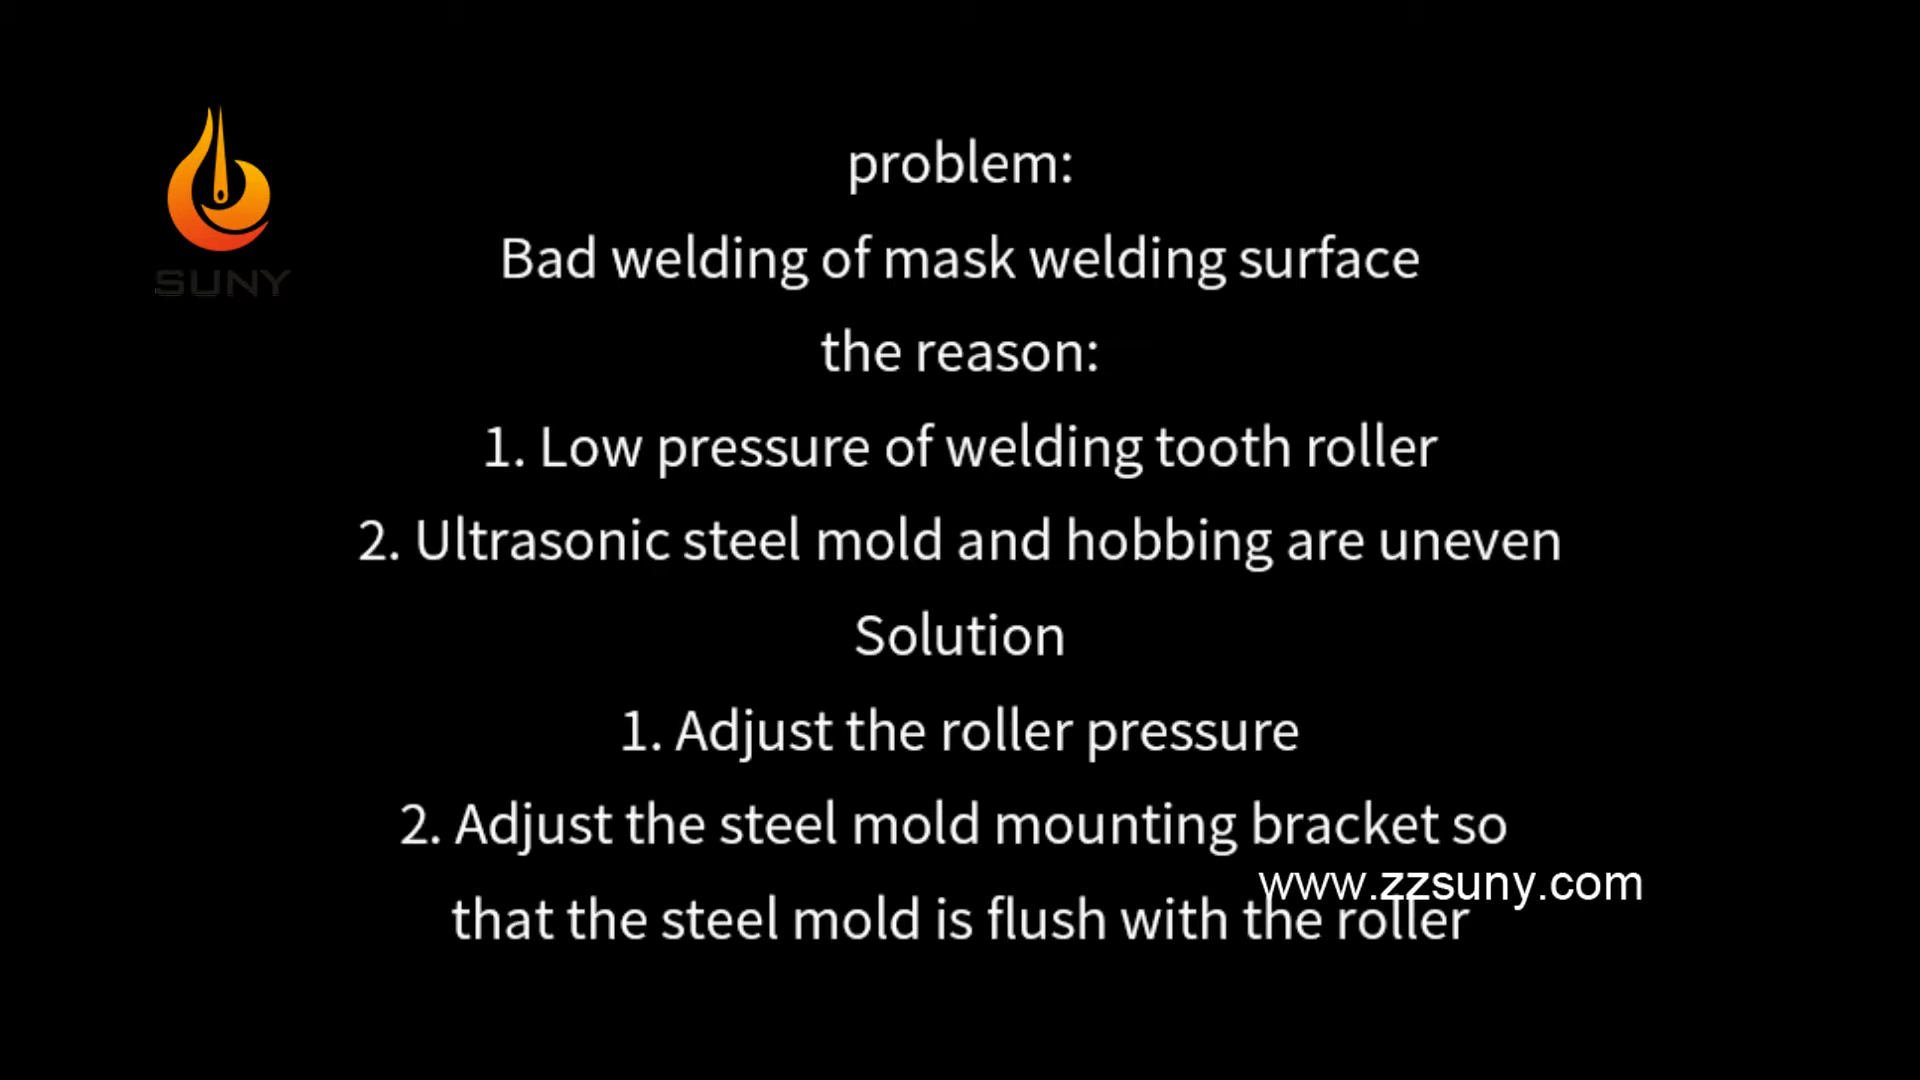 SUNY
problem:
Bad welding of mask welding surface
the reason:
1. Low pressure of welding tooth roller
2. Ultrasonic steel mold and hobbing are uneven
Solution
1. Adjust the roller pressure
2. Adjust the steel mold mounting bracket so
www.zzsuny.com
that the steel mold is flush with the roller